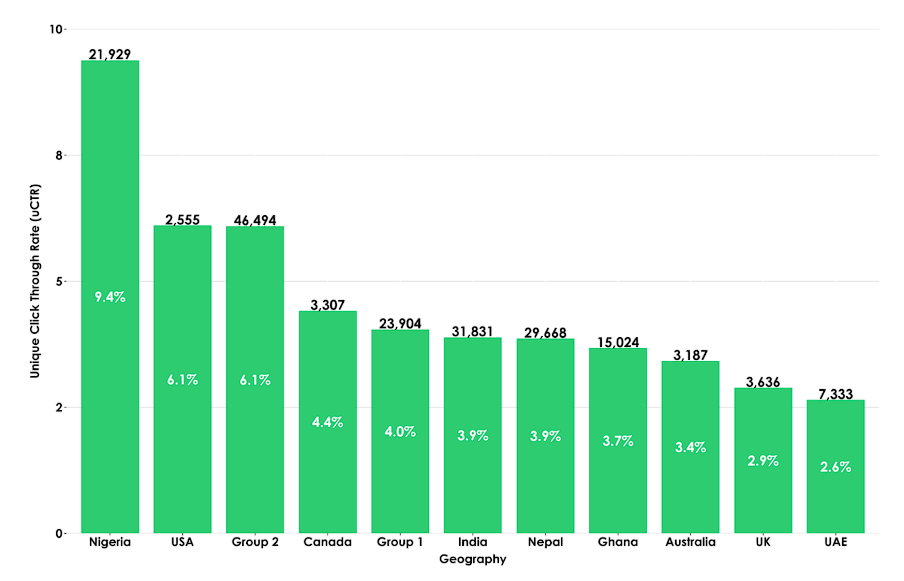 10
8
5
2
0
Unique Click Through Rate (uCTR)
21,929
2,555
46,494
3,307
23,904
31,831
29,668
15,024
3,187
3,636
7,333
9.4%
6.1%
6.1%
4.4%
4.0%
3.9%
3.9%
3.7%
3.4%
2.9%
2.6%
Nigeria
USA
Group 2
Canada
Group 1
India
Nepal
Ghana
Australia
UK
UAE
Geography